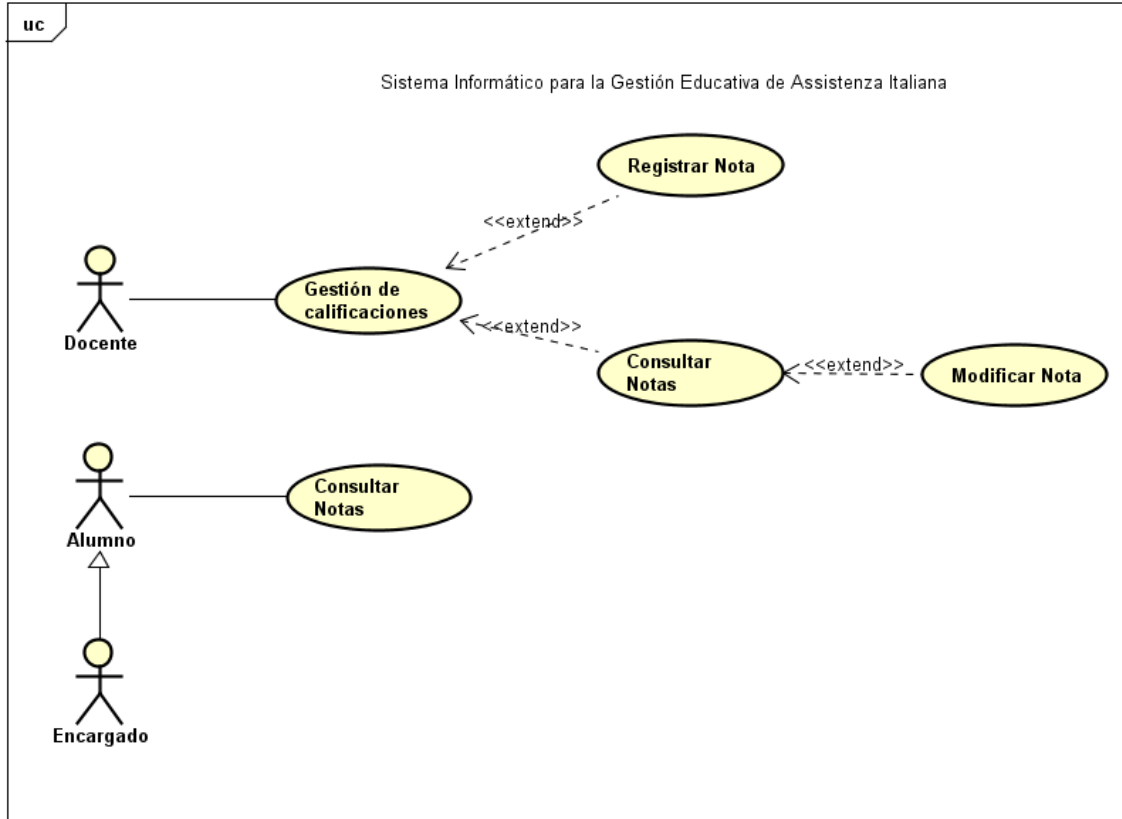 uc
Sistema Informático para la Gestión Educativa de Assistenza Italiana
Registrar Nota
<<extend>>
Gestión de
calificaciones
Docente
<<extend>>
Consultar
Notas
<<extend>>
Modificar Nota
Consultar
Notas
Alumno
Encargado